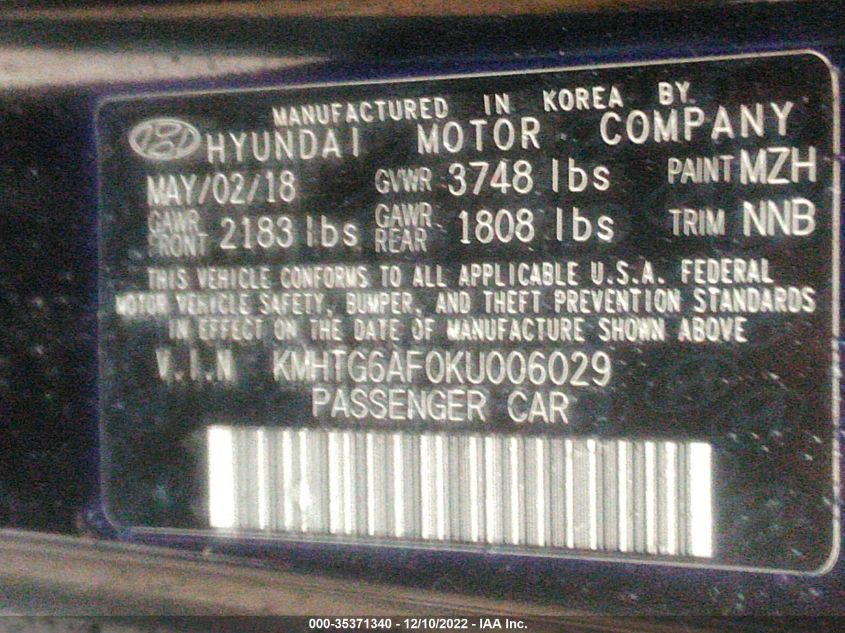 MANUFACTURED IN KOREA BY
HYUNDAI MOTOR COMPANY
MAY/02/18 GVWR 3748 lbs PAINT MZH
GAWR FRONT 2183 lbs GAWR REAR 1808 lbs TRIM NNB
THIS VEHICLE CONFORMS TO ALL APPLICABLE U.S.A. FEDERAL
MOTOR VEHICLE SAFETY, BUMPER, AND THEFT PREVENTION STANDARDS
IN EFFECT ON THE DATE OF MANUFACTURE SHOWN ABOVE
V.I.N KMHTG6AF0KU006029
PASSENGER CAR
000-35371340 - 12/10/2022 - IAA Inc.